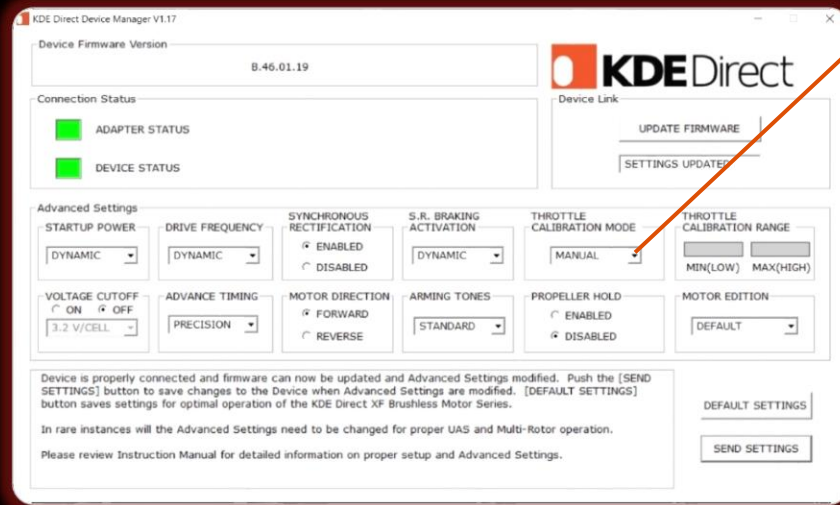 KDE Direct Device Manager V1.17
Device Firmware Version
B.46.01.19
KDEDirect
Connection Status
ADAPTER STATUS
DEVICE STATUS
Device Link
UPDATE FIRMWARE
SETTINGS UPDATED
Advanced Settings
STARTUP POWER
DYNAMIC
DRIVE FREQUENCY
DYNAMIC
SYNCHRONOUS
RECTIFICATION
ENABLED
DISABLED
S.R. BRAKING
ACTIVATION
DYNAMIC
THROTTLE
CALIBRATION MODE
MANUAL
THROTTLE
CALIBRATION RANGE
MIN(LOW) MAX(HIGH)
VOLTAGE CUTOFF
ON OFF
3.2 V/CELL
ADVANCE TIMING
PRECISION
MOTOR DIRECTION
FORWARD
REVERSE
ARMING TONES
STANDARD
PROPELLER HOLD
ENABLED
DISABLED
MOTOR EDITION
DEFAULT
Device is properly connected and firmware can now be updated and Advanced Settings modified. Push the [SEND
SETTINGS] button to save changes to the Device when Advanced Settings are modified. [DEFAULT SETTINGS]
button saves settings for optimal operation of the KDE Direct XF Brushless Motor Series.
In rare instances will the Advanced Settings need to be changed for proper UAS and Multi-Rotor operation.
Please review Instruction Manual for detailed information on proper setup and Advanced Settings.
DEFAULT SETTINGS
SEND SETTINGS